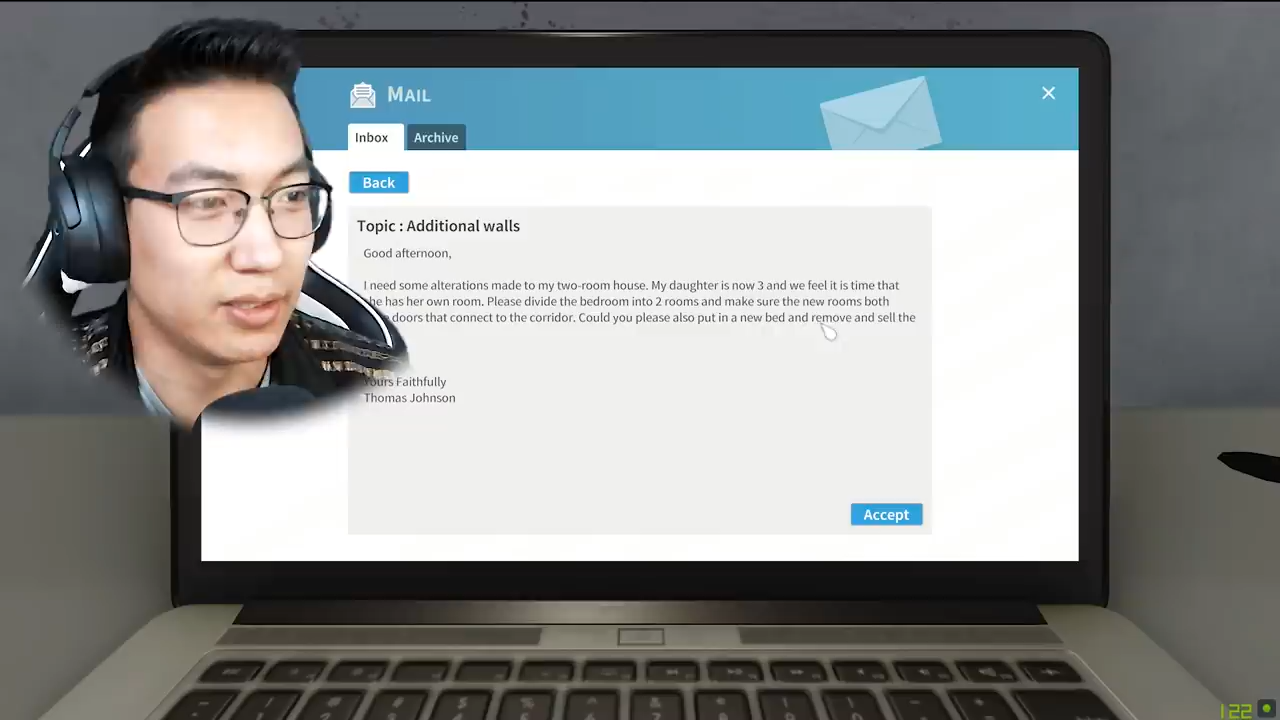 MAIL
Inbox
Archive
Back
Topic : Additional walls
Good afternoon,
I need some alterations made to my two-room house. My daughter is now 3 and we feel it is time that
he has her own room. Please divide the bedroom into 2 rooms and make sure the new rooms both
doors that connect to the corridor. Could you please also put in a new bed and remove and sell the
Yours Faithfully
Thomas Johnson
Accept
122